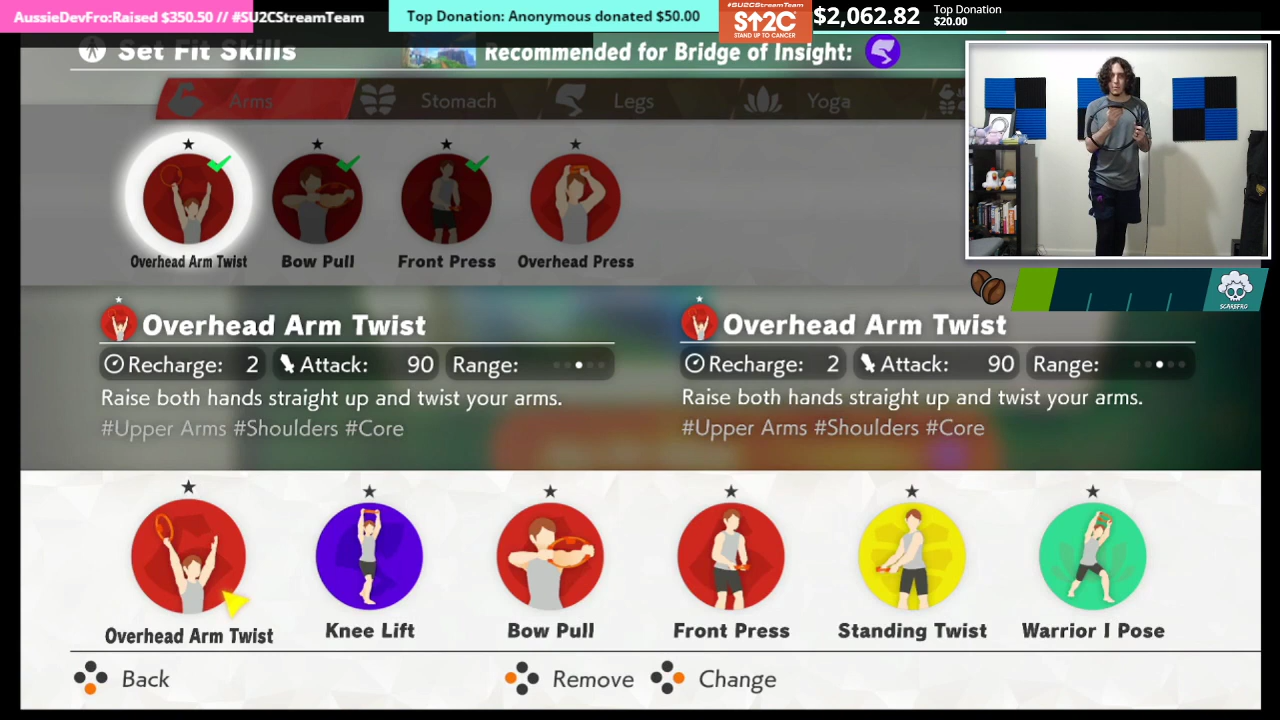 AussieDevFro:Raised $350.50 // #SU2CStreamTeam
Top Donation: Anonymous donated $50.00
#SU2CStreamTeam
SU2C
STAND UP TO CANCER
$2,062.82
Top Donation
$20.00
Set Fit Skills
Recommended for Bridge of Insight:
Arms
Stomach
Legs
Yoga
Overhead Arm Twist
Bow Pull
Front Press
Overhead Press
SCARBFRO
Overhead Arm Twist
Recharge: 2
Attack: 90
Range:
Raise both hands straight up and twist your arms.
#Upper Arms #Shoulders #Core
Overhead Arm Twist
Recharge: 2
Attack: 90
Range:
Raise both hands straight up and twist your arms.
#Upper Arms #Shoulders #Core
Overhead Arm Twist
Knee Lift
Bow Pull
Front Press
Standing Twist
Warrior I Pose
Back
Remove
Change